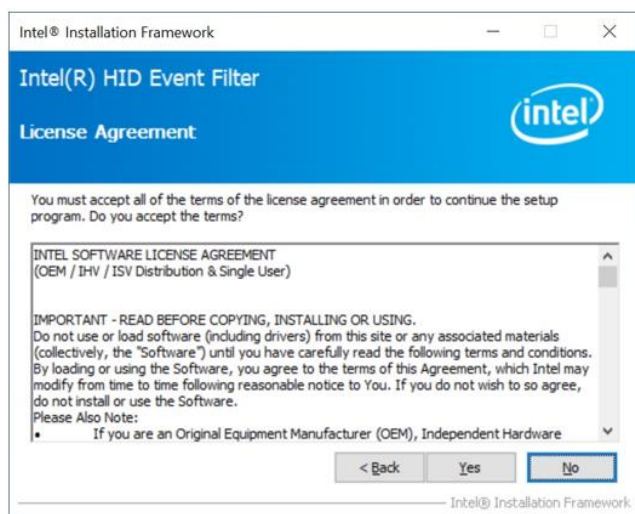 Intel® Installation Framework
Intel(R) HID Event Filter
intel
License Agreement
You must accept all of the terms of the license agreement in order to continue the setup
program. Do you accept the terms?
INTEL SOFTWARE LICENSE AGREEMENT
(OEM / IHV / ISV Distribution & Single User)
IMPORTANT - READ BEFORE COPYING, INSTALLING OR USING.
Do not use or load software (including drivers) from this site or any associated materials
(collectively, the "Software") until you have carefully read the following terms and conditions.
By loading or using the Software, you agree to the terms of this Agreement, which Intel may
modify from time to time following reasonable notice to You. If you do not wish to so agree,
do not install or use the Software.
Please Also Note:
• If you are an Original Equipment Manufacturer (OEM), Independent Hardware
< Back Yes No
Intel® Installation Framework